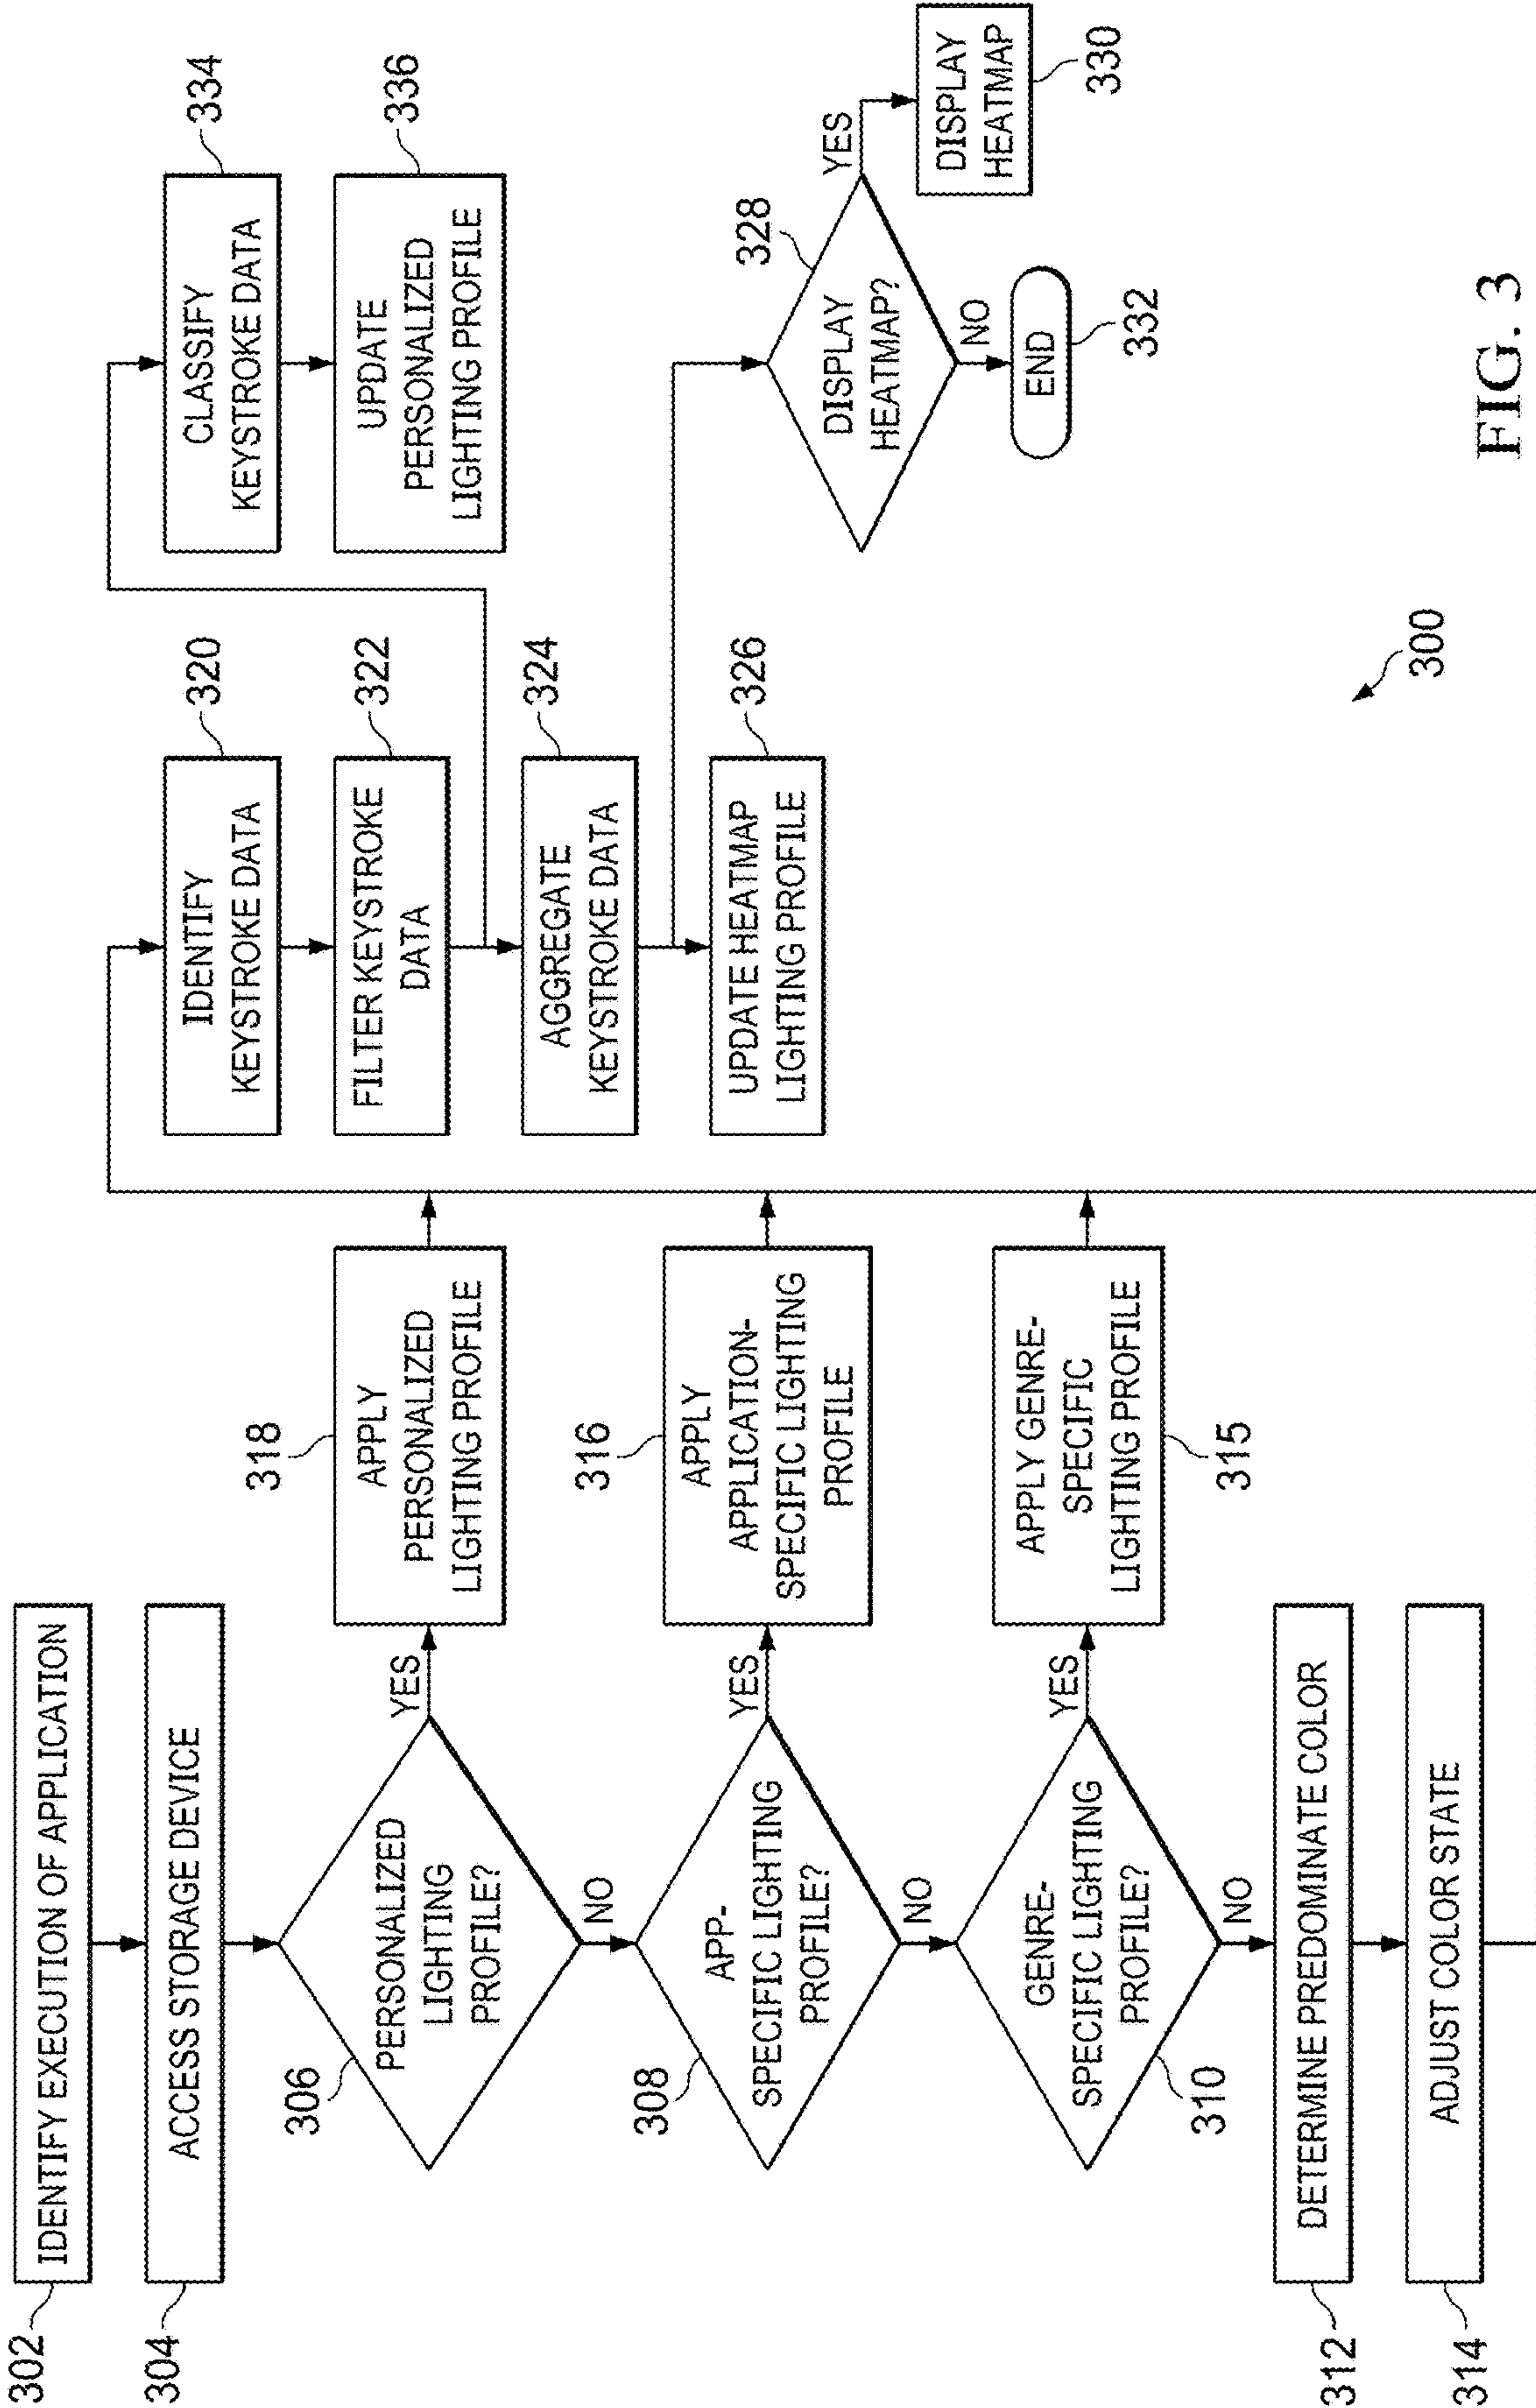 302
IDENTIFY EXECUTION OF APPLICATION
304
ACCESS STORAGE DEVICE
306
PERSONALIZED
LIGHTING
PROFILE?
YES
NO
318
APPLY
PERSONALIZED
LIGHTING PROFILE
308
APP-
SPECIFIC LIGHTING
PROFILE?
YES
NO
316
APPLY
APPLICATION-
SPECIFIC LIGHTING
PROFILE
310
GENRE-
SPECIFIC LIGHTING
PROFILE?
YES
NO
APPLY GENRE-
SPECIFIC
LIGHTING PROFILE
315
312
DETERMINE PREDOMINATE COLOR
314
ADJUST COLOR STATE
IDENTIFY
KEYSTROKE DATA
320
FILTER KEYSTROKE
DATA
322
AGGREGATE
KEYSTROKE DATA
324
UPDATE HEATMAP
LIGHTING PROFILE
326
CLASSIFY
KEYSTROKE DATA
334
UPDATE
PERSONALIZED
LIGHTING PROFILE
336
DISPLAY
HEATMAP?
328
YES
NO
DISPLAY
HEATMAP
330
END
332
300
FIG. 3